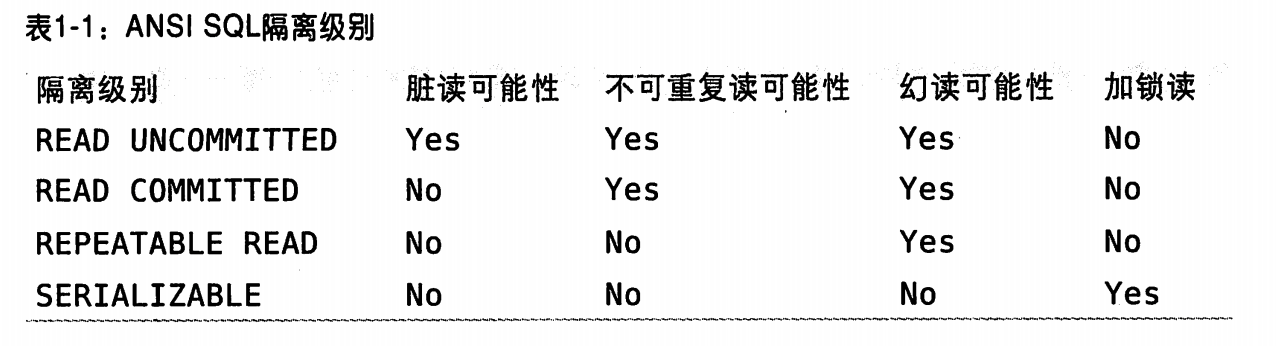 表1-1：ANSI SQL隔离级别
隔离级别 脏读可能性 不可重复读可能性 幻读可能性 加锁读
READ UNCOMMITTED Yes Yes Yes No
READ COMMITTED No Yes Yes No
REPEATABLE READ No No Yes No
SERIALIZABLE No No No Yes